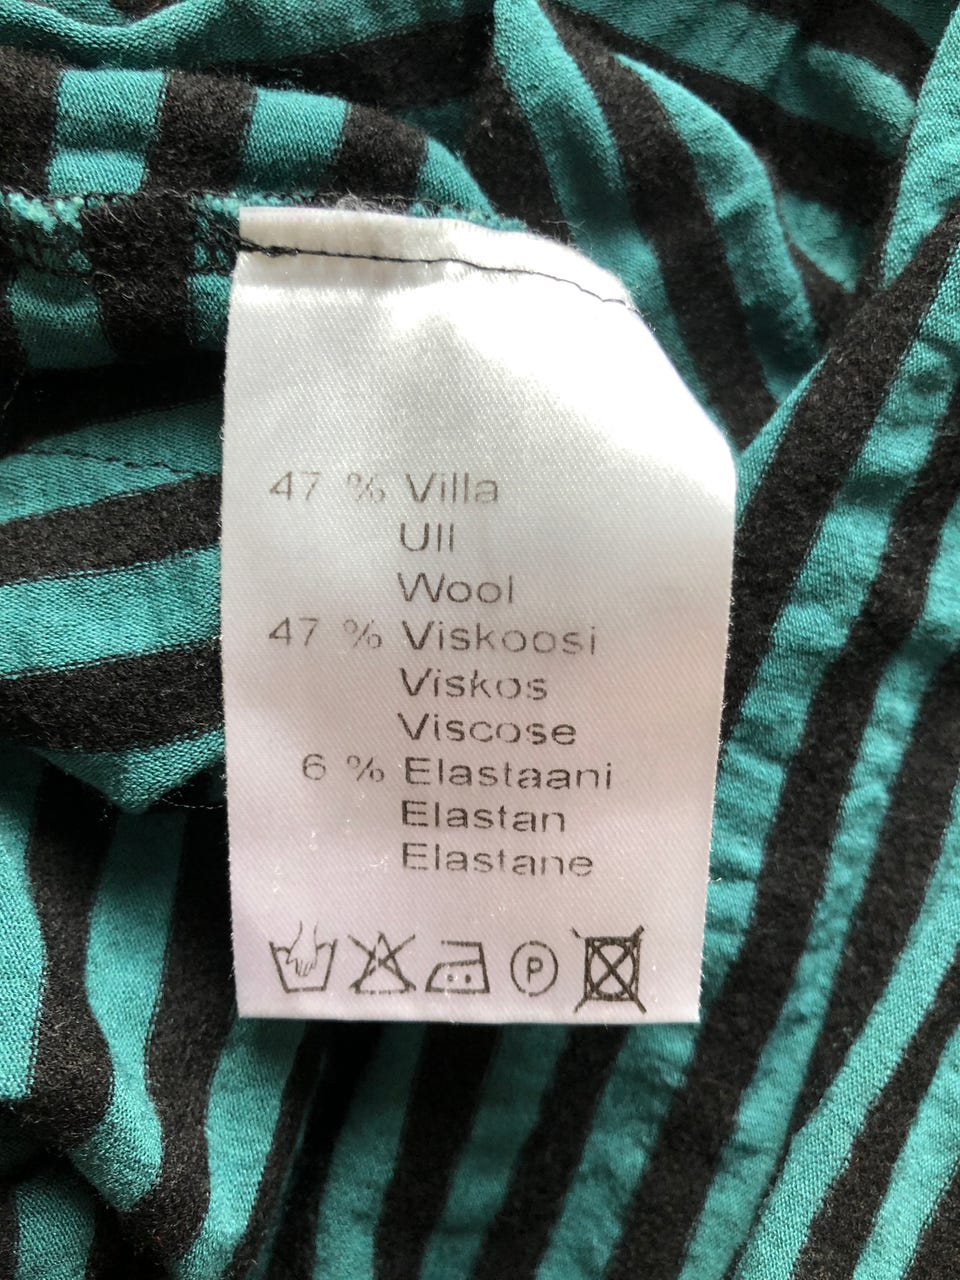 47 % Villa
Ull
Wool
47 % Viskoosi
Viskos
Viscose
6 % Elastaani
Elastan
Elastane
P